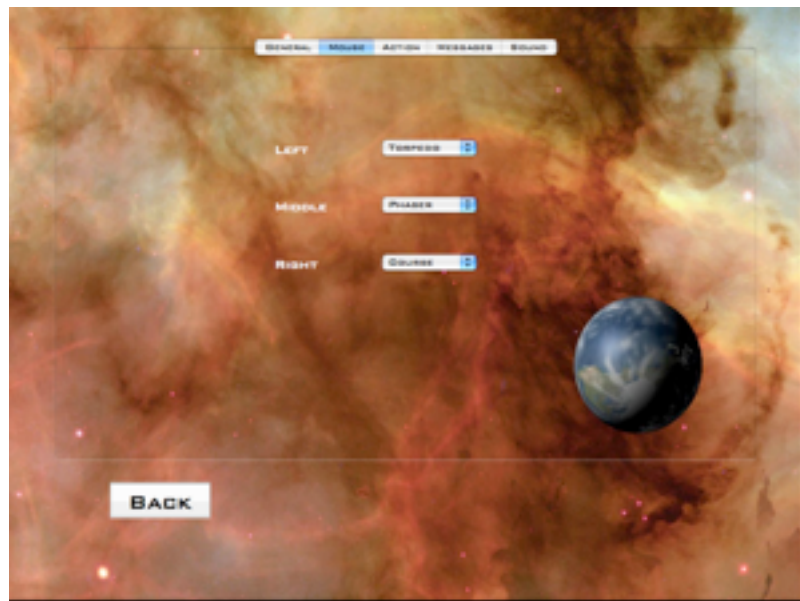 General Mouse Action Messages Sound
Left Torpedo
Middle Phaser
Right Course
Back